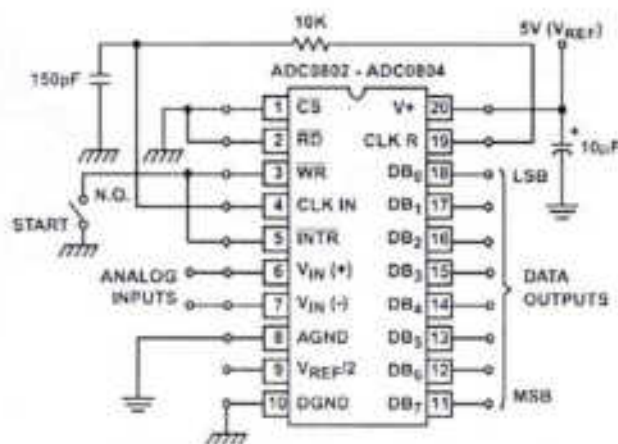 10K
5V (VREF)
150pF
ADC0802 - ADC0804
1 CS V+ 20
2 RD CLK R 19
10µF
+
3 WR DB0 18 LSB
N.O.
START
4 CLK IN DB1 17
5 INTR DB2 16
ANALOG INPUTS
6 VIN (+) DB3 15
DATA OUTPUTS
7 VIN (-) DB4 14
8 AGND DB5 13
9 VREF/2 DB6 12
10 DGND DB7 11 MSB